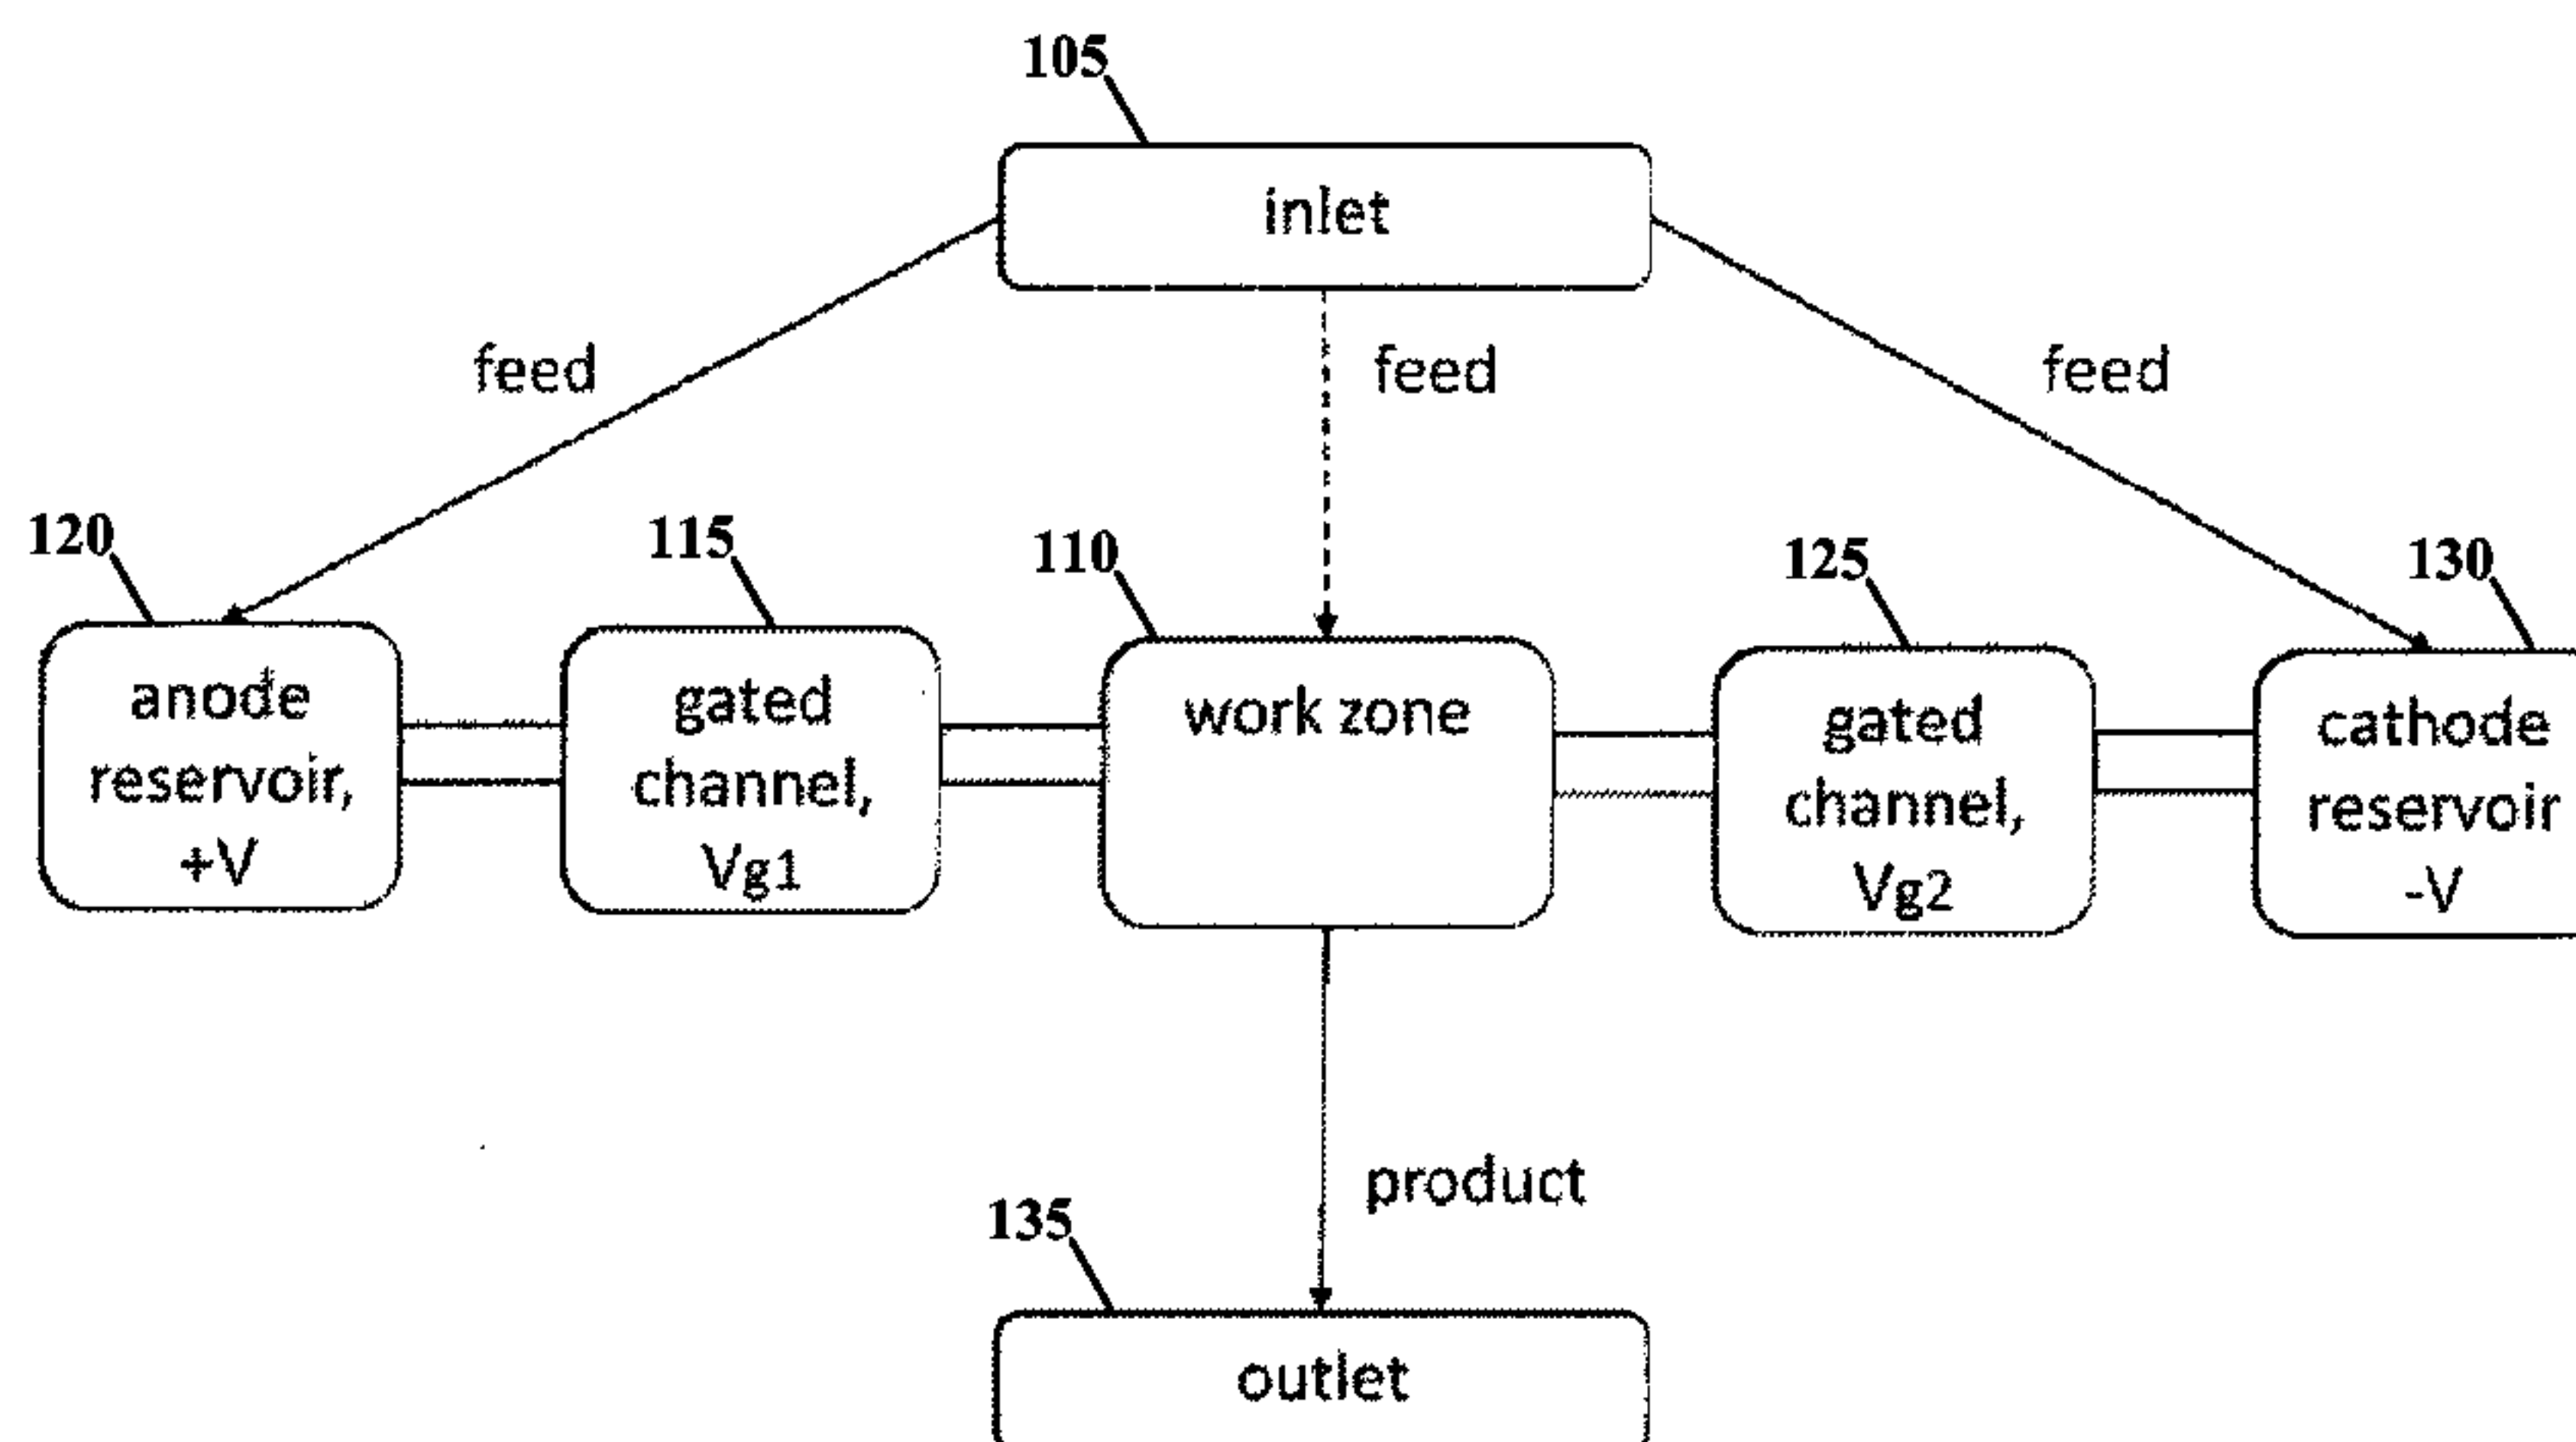 105
inlet
feed
feed
feed
120
115
110
125
130
anode
reservoir,
+V
gated
channel,
Vg1
work zone
gated
channel,
Vg2
cathode
reservoir
-V
product
135
outlet